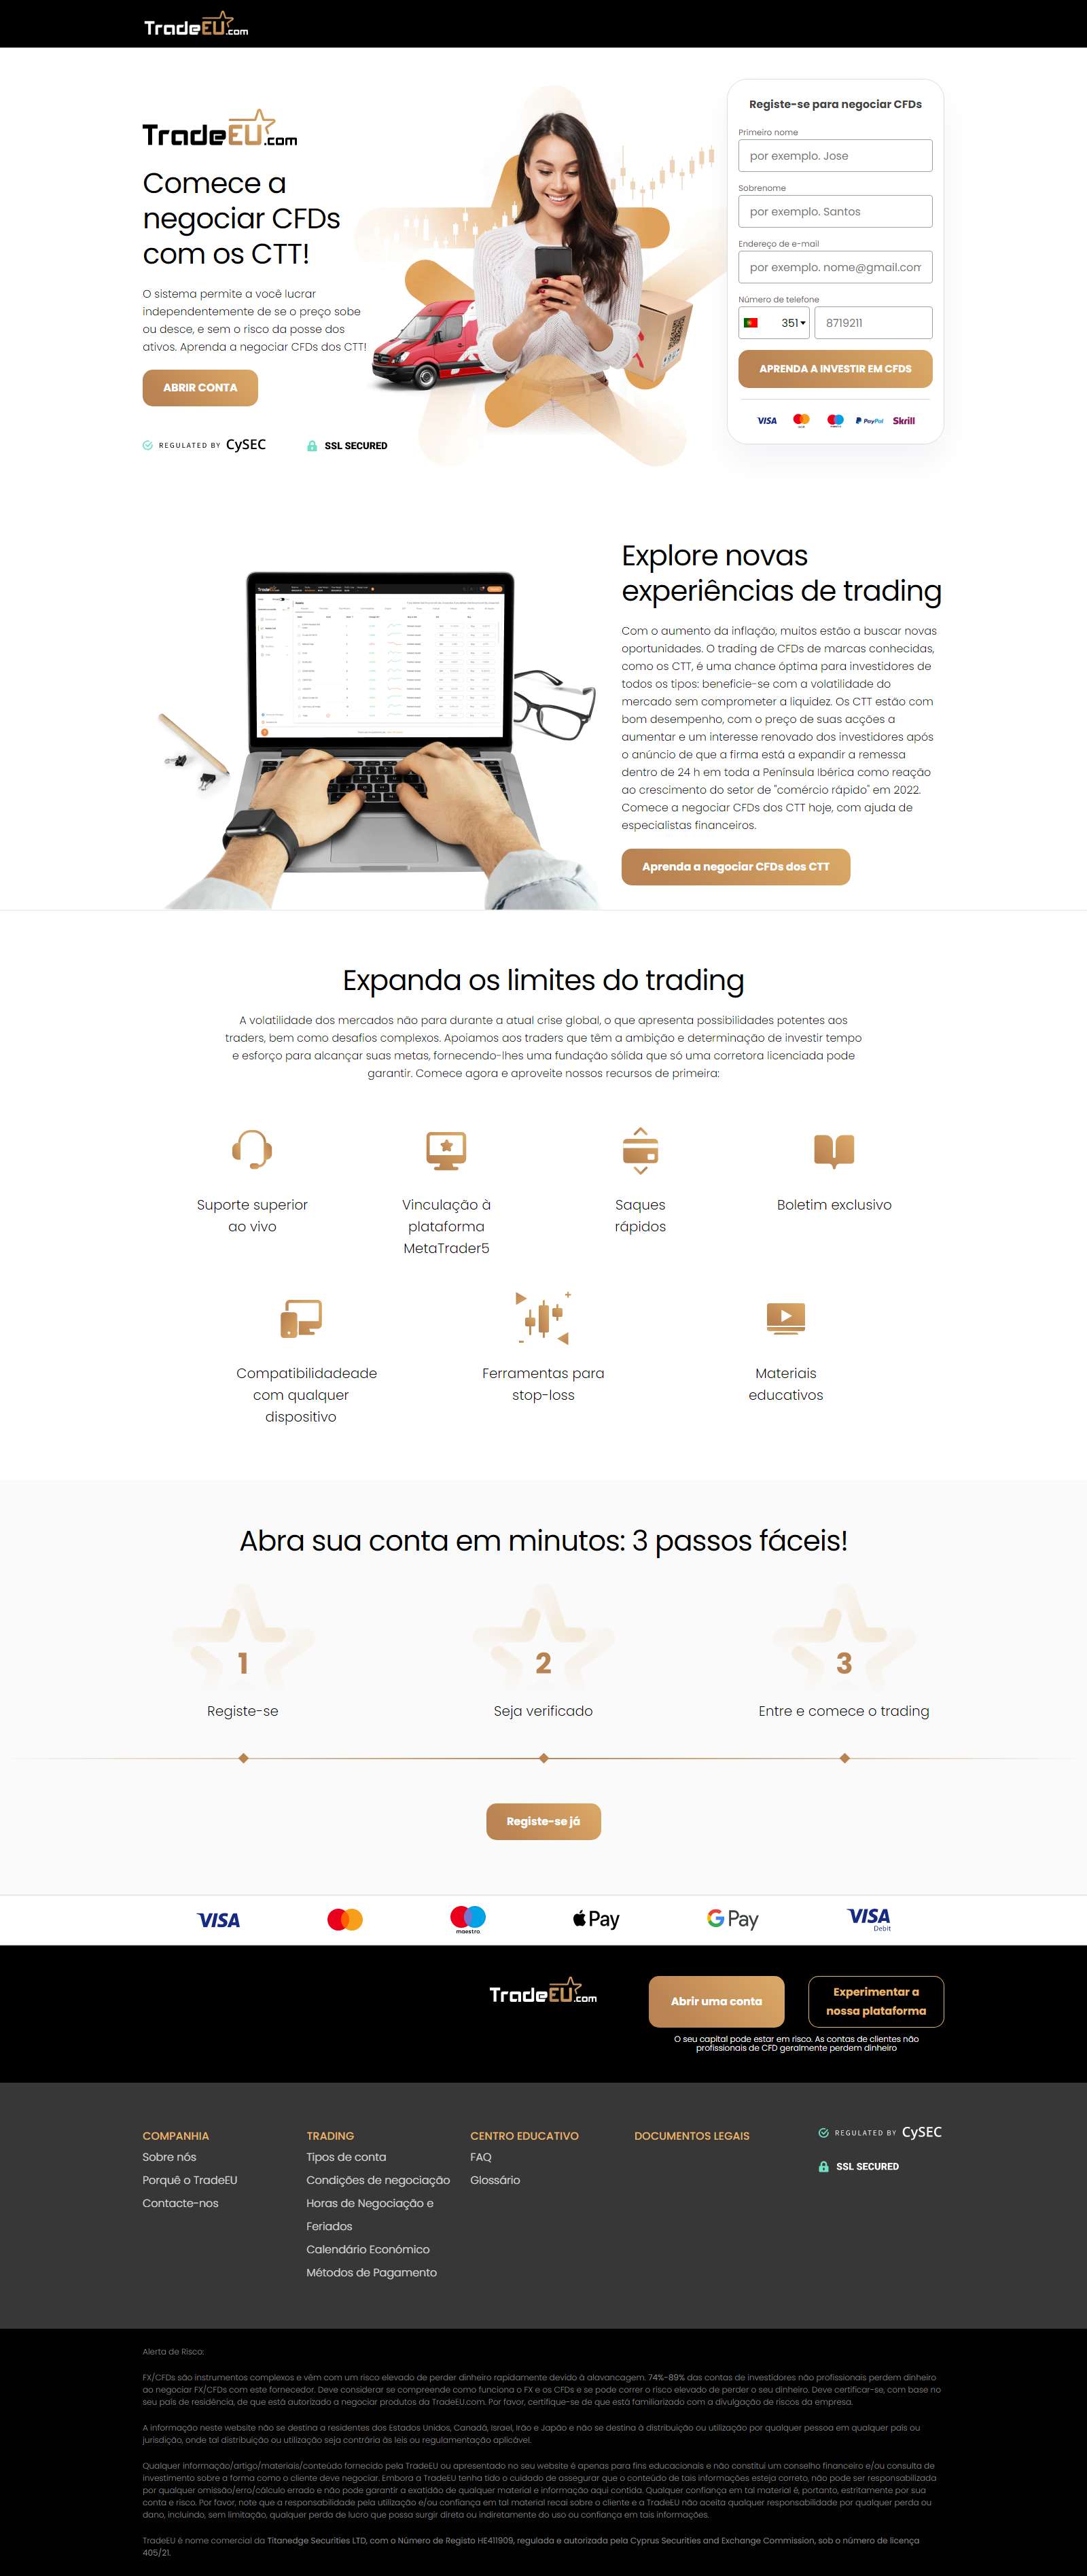 TradeEU.com
TradeEU.com
Comece a
negociar CFDs
com os CTT!
O sistema permite a você lucrar
independentemente de se o preço sobe
ou desce, e sem o risco da posse dos
ativos. Aprenda a negociar CFDs dos CTT!
ABRIR CONTA
REGULATED BY CySEC
SSL SECURED
Registe-se para negociar CFDs
Primeiro nome
por exemplo. Jose
Sobrenome
por exemplo. Santos
Endereço de e-mail
por exemplo. nome@gmail.com
Número de telefone
351
8719211
APRENDA A INVESTIR EM CFDS
VISA
PayPal
Skrill
Explore novas
experiências de trading
Com o aumento da inflação, muitos estão a buscar novas
oportunidades. O trading de CFDs de marcas conhecidas,
como os CTT, é uma chance óptima para investidores de
todos os tipos: beneficie-se com a volatilidade do
mercado sem comprometer a liquidez. Os CTT estão com
bom desempenho, com o preço de suas acções a
aumentar e um interesse renovado dos investidores após
o anúncio de que a firma está a expandir a remessa
dentro de 24 h em toda a Península Ibérica como reação
ao crescimento do setor de "comércio rápido" em 2022.
Comece a negociar CFDs dos CTT hoje, com ajuda de
especialistas financeiros.
Aprenda a negociar CFDs dos CTT
Expanda os limites do trading
A volatilidade dos mercados não para durante a atual crise global, o que apresenta possibilidades potentes aos
traders, bem como desafios complexos. Apoiamos aos traders que têm a ambição e determinação de investir tempo
e esforço para alcançar suas metas, fornecendo-lhes uma fundação sólida que só uma corretora licenciada pode
garantir. Comece agora e aproveite nossos recursos de primeira:
Suporte superior
ao vivo
Vinculação à
plataforma
MetaTrader5
Saques
rápidos
Boletim exclusivo
Compatibilidadeade
com qualquer
dispositivo
Ferramentas para
stop-loss
Materiais
educativos
Abra sua conta em minutos: 3 passos fáceis!
1
2
3
Registe-se
Seja verificado
Entre e comece o trading
Registe-se já
VISA
maestro
Pay
G Pay
VISA
Debit
TradeEU.com
Abrir uma conta
Experimentar a
nossa plataforma
O seu capital pode estar em risco. As contas de clientes não
profissionais de CFD geralmente perdem dinheiro
COMPANHIA
Sobre nós
Porquê o TradeEU
Contacte-nos
TRADING
Tipos de conta
Condições de negociação
Horas de Negociação e
Feriados
Calendário Económico
Métodos de Pagamento
CENTRO EDUCATIVO
FAQ
Glossário
DOCUMENTOS LEGAIS
REGULATED BY CySEC
SSL SECURED
Alerta de Risco:
FX/CFDs são instrumentos complexos e vêm com um risco elevado de perder dinheiro rapidamente devido à alavancagem. 74%-89% das contas de investidores não profissionais perdem dinheiro
ao negociar FX/CFDs com este fornecedor. Deve considerar se compreende como funciona o FX e os CFDs e se pode correr o risco elevado de perder o seu dinheiro. Deve certificar-se, com base no
seu país de residência, de que está autorizado a negociar produtos da TradeEU.com. Por favor, certifique-se de que está familiarizado com a divulgação de riscos da empresa.
A informação neste website não se destina a residentes dos Estados Unidos, Canadá, Israel, Irão e Japão e não se destina à distribuição ou utilização por qualquer pessoa em qualquer país ou
jurisdição, onde tal distribuição ou utilização seja contrária às leis ou regulamentação aplicável.
Qualquer informação/artigo/materiais/conteúdo fornecido pela TradeEU ou apresentado no seu website é apenas para fins educacionais e não constitui um conselho financeiro e/ou consulta de
investimento sobre a forma como o cliente deve negociar. Embora a TradeEU tenha tido o cuidado de assegurar que o conteúdo de tais informações esteja correto, não pode ser responsabilizada
por qualquer omissão/erro/cálculo errado e não pode garantir a exatidão de qualquer material e informação aqui contida. Qualquer confiança em tal material é, portanto, estritamente por sua
conta e risco. Por favor, note que a responsabilidade pela utilização e/ou confiança em tal material recai sobre o cliente e a TradeEU não aceita qualquer responsabilidade por qualquer perda ou
dano, incluindo, sem limitação, qualquer perda de lucro que possa surgir direta ou indiretamente do uso ou confiança em tais informações.
TradeEU é nome comercial da Titanedge Securities LTD, com o Número de Registo HE411909, regulada e autorizada pela Cyprus Securities and Exchange Commission, sob o número de licença
405/21.